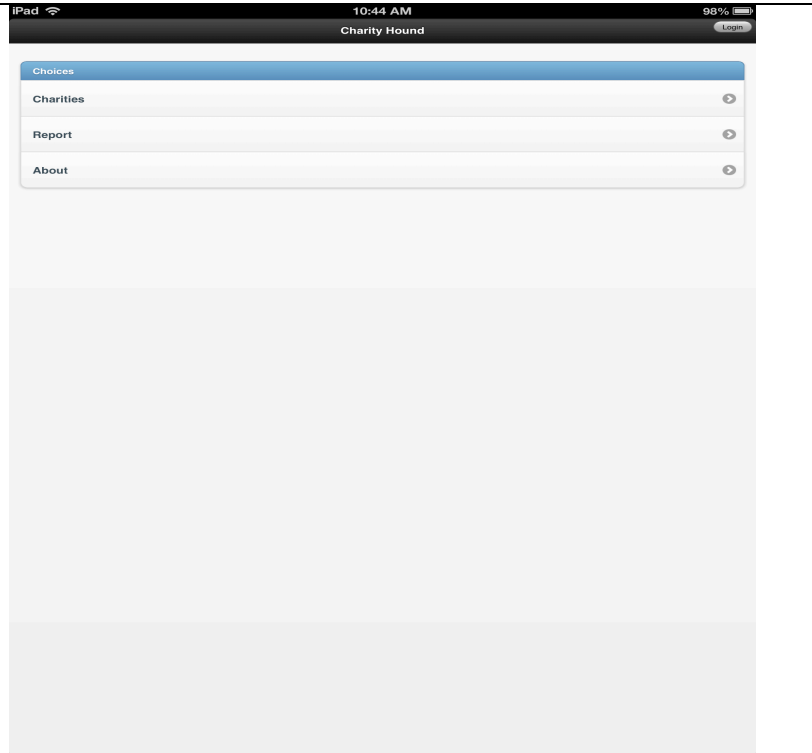 iPad 10:44 AM 98%
Charity Hound Login
Choices
Charities
Report
About